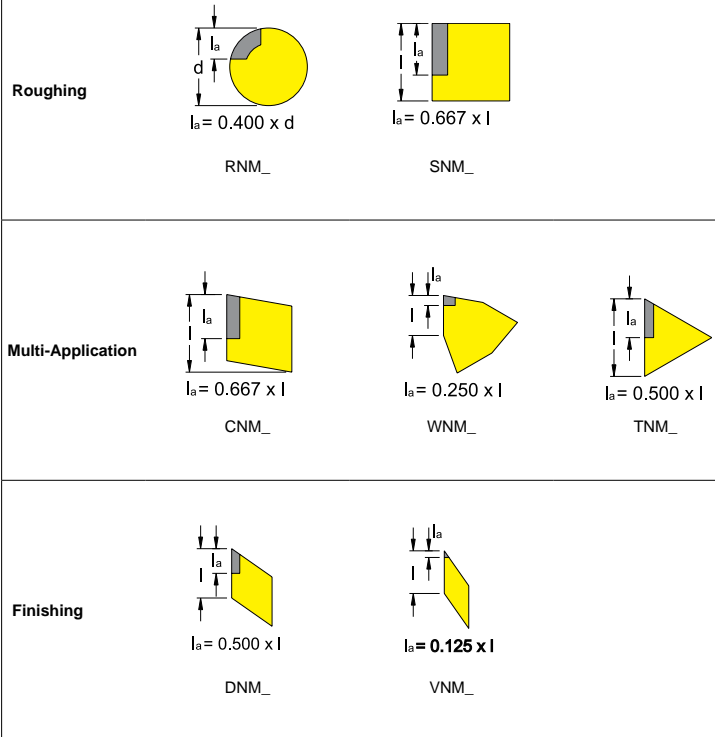 Roughing
la
d
la= 0.400 x d
RNM_
l
la
la= 0.667 x l
SNM_
Multi-Application
l
la
la= 0.667 x l
CNM_
la
l
la= 0.250 x l
WNM_
l
la
la= 0.500 x l
TNM_
Finishing
l
la
la= 0.500 x l
DNM_
la
l
la= 0.125 x l
VNM_